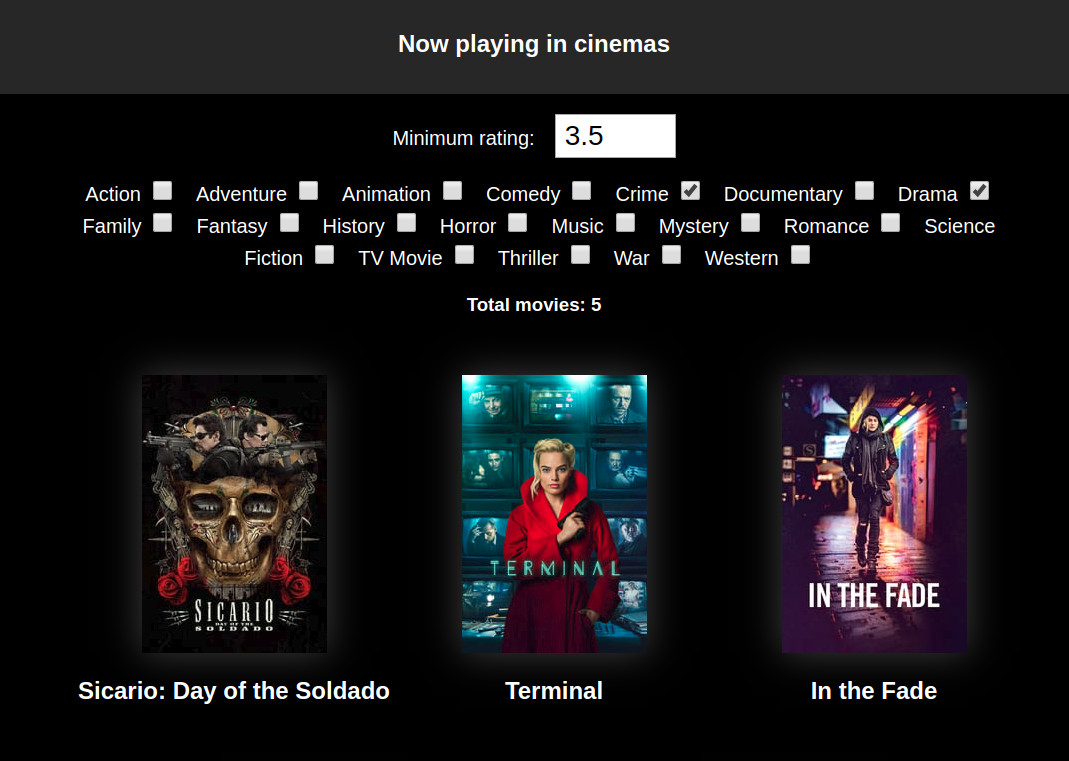 Now playing in cinemas
Minimum rating: 3.5
Action Adventure Animation Comedy Crime Documentary Drama
Family Fantasy History Horror Music Mystery Romance Science
Fiction TV Movie Thriller War Western
Total movies: 5
SICARIO
DAY OF THE
SOLDADO
TERMINAL
IN THE FADE
Sicario: Day of the Soldado Terminal In the Fade